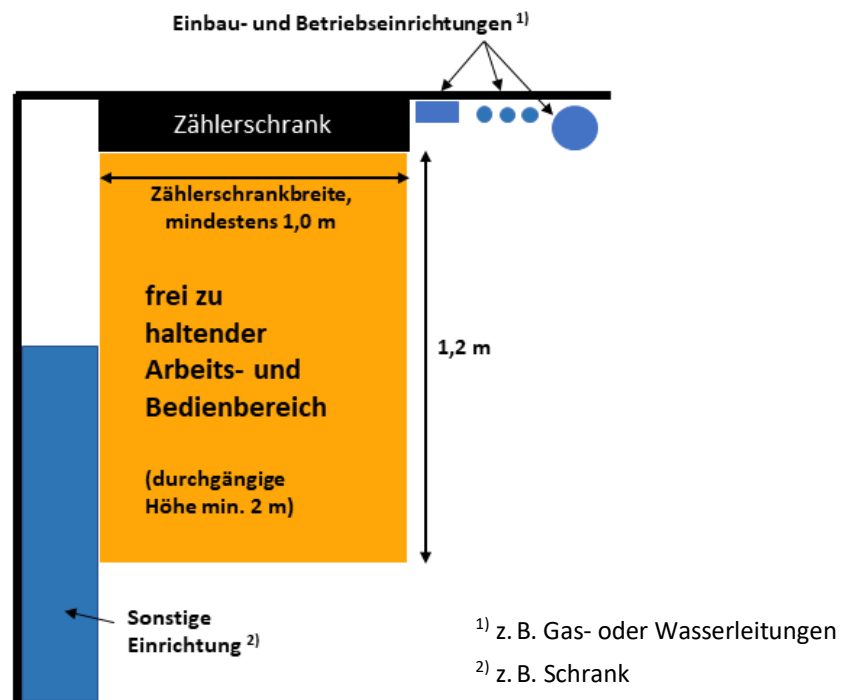 Einbau- und Betriebseinrichtungen 1)
Zählerschrank
Zählerschrankbreite,
mindestens 1,0 m
frei zu
haltender
Arbeits- und
Bedienbereich
(durchgängige
Höhe min. 2 m)
1,2 m
Sonstige
Einrichtung 2)
1) z. B. Gas- oder Wasserleitungen
2) z. B. Schrank